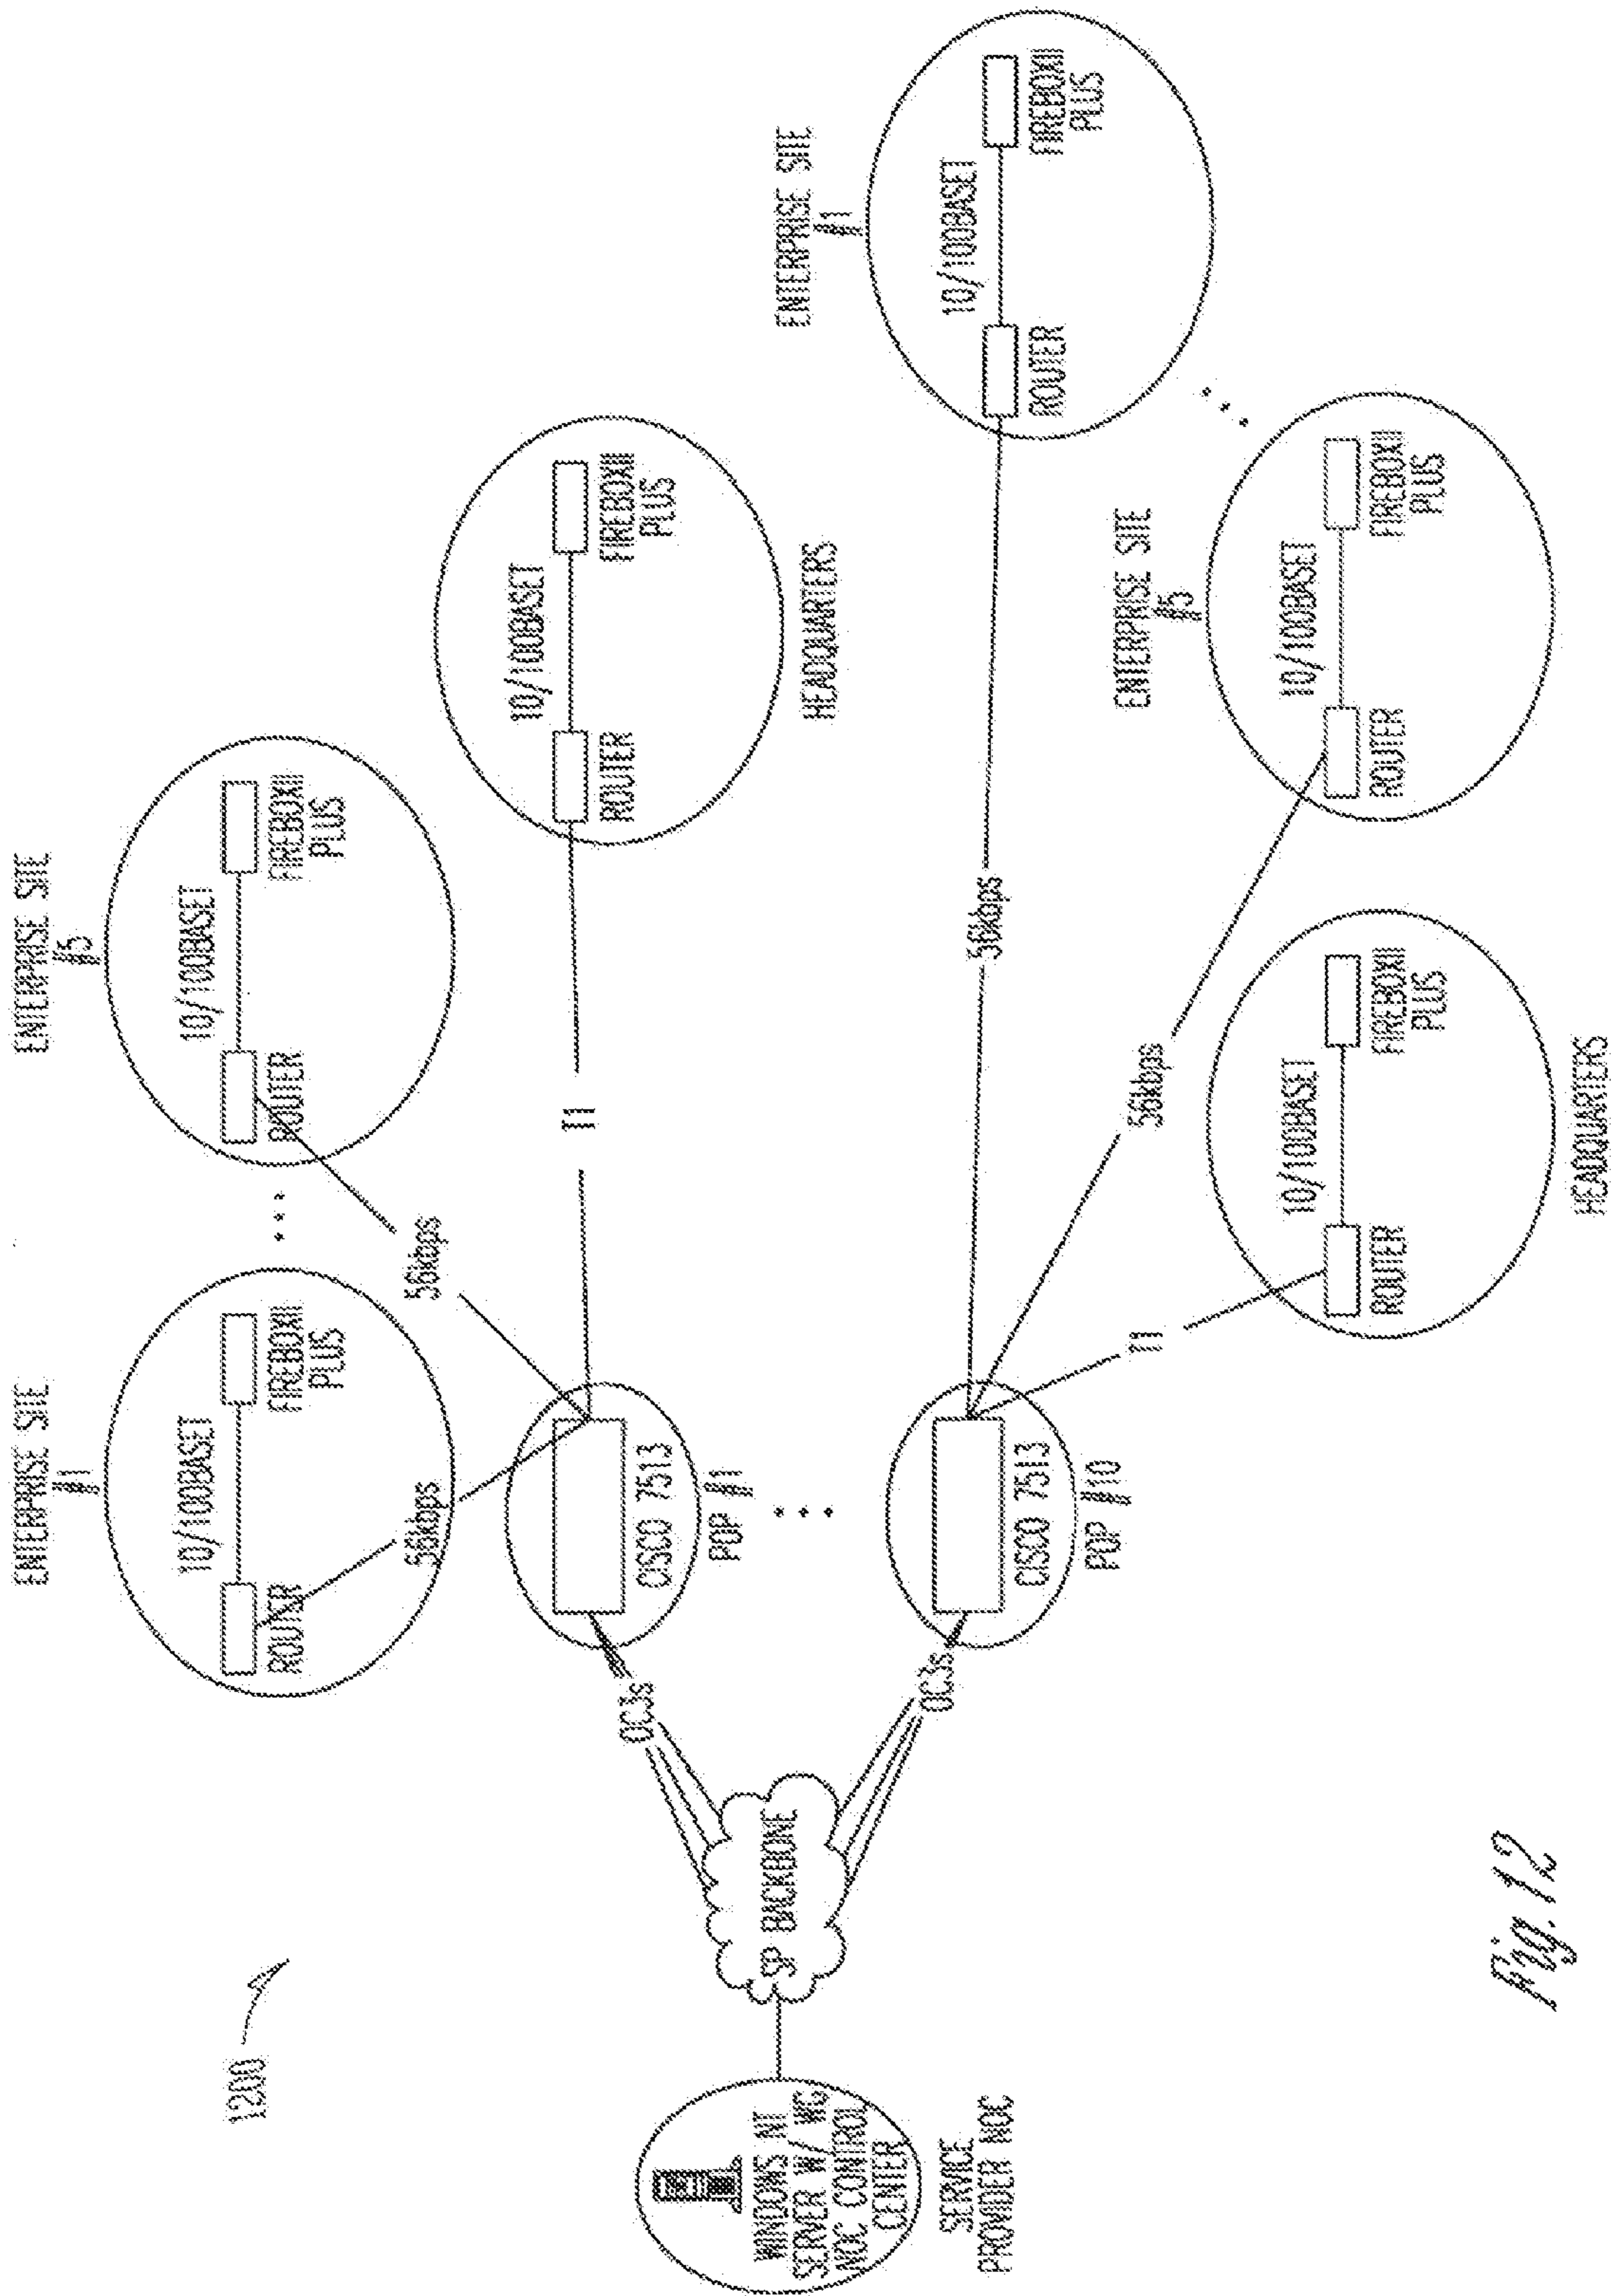 1200
ENTERPRISE SITE
#1
10/100BASET
ROUTER
FIREBOXII
PLUS
56kbps
ENTERPRISE SITE
#5
10/100BASET
ROUTER
FIREBOXII
PLUS
56kbps
10/100BASET
ROUTER
FIREBOXII
PLUS
HEADQUARTERS
T1
OC3s
CISCO 7513
POP #1
WINDOWS NT
SERVER W/ WG
NOC CONTROL
CENTER
SERVICE
PROVIDER NOC
SP BACKBONE
OC3s
CISCO 7513
POP #10
56kbps
ENTERPRISE SITE
#1
10/100BASET
ROUTER
FIREBOXII
PLUS
56kbps
ENTERPRISE SITE
#5
10/100BASET
ROUTER
FIREBOXII
PLUS
T1
10/100BASET
ROUTER
FIREBOXII
PLUS
HEADQUARTERS
Fig. 12